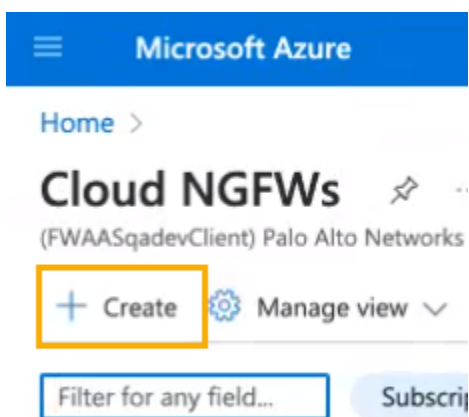 Microsoft Azure
Home >
Cloud NGFWs
(FWAASqadevClient) Palo Alto Networks
+ Create Manage view
Filter for any field...